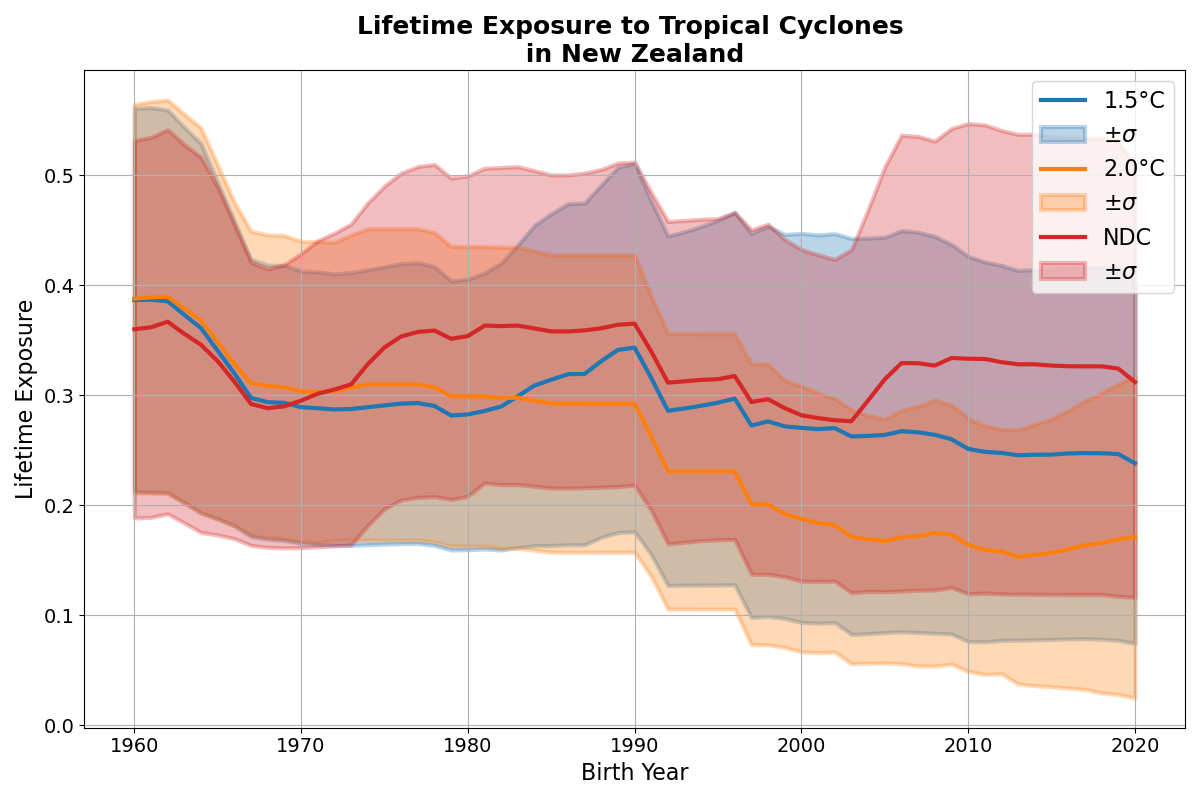 Lifetime Exposure to Tropical Cyclones
in New Zealand
1.5°C
±σ
2.0°C
±σ
NDC
±σ
Lifetime Exposure
0.5
0.4
0.3
0.2
0.1
0.0
1960 1970 1980 1990 2000 2010 2020
Birth Year